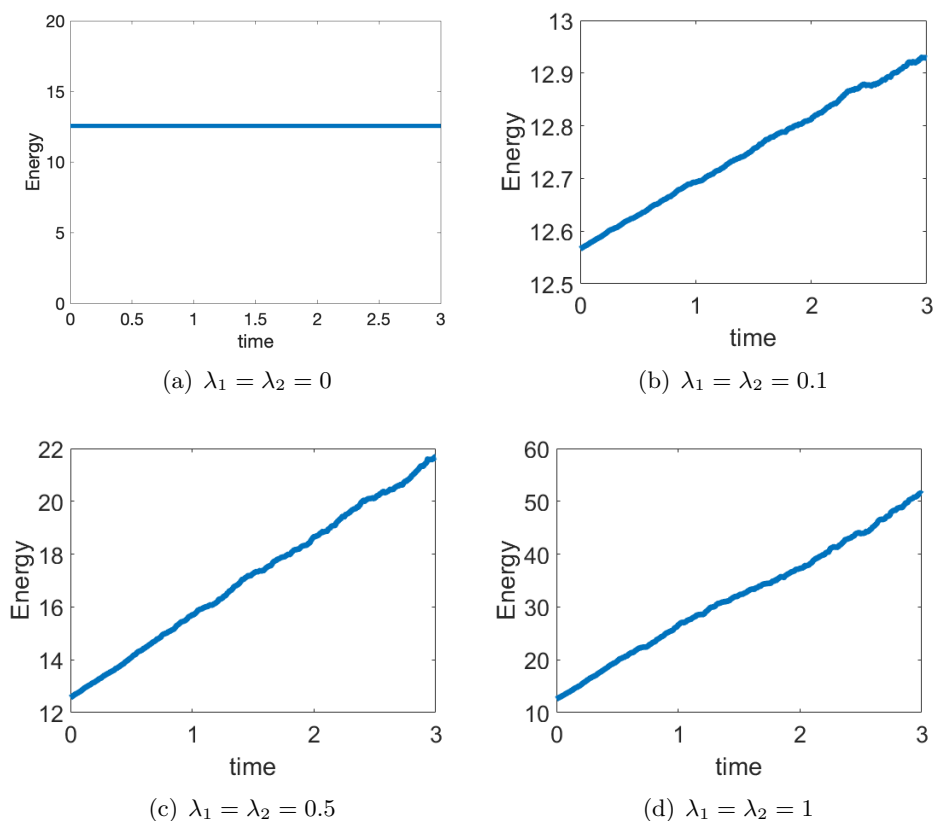 20
15
10
5
0
Energy
0 0.5 1 1.5 2 2.5 3
time
(a) λ₁ = λ₂ = 0
13
12.9
12.8
12.7
12.6
12.5
Energy
0 1 2 3
time
(b) λ₁ = λ₂ = 0.1
22
20
18
16
14
12
Energy
0 1 2 3
time
(c) λ₁ = λ₂ = 0.5
60
50
40
30
20
10
Energy
0 1 2 3
time
(d) λ₁ = λ₂ = 1